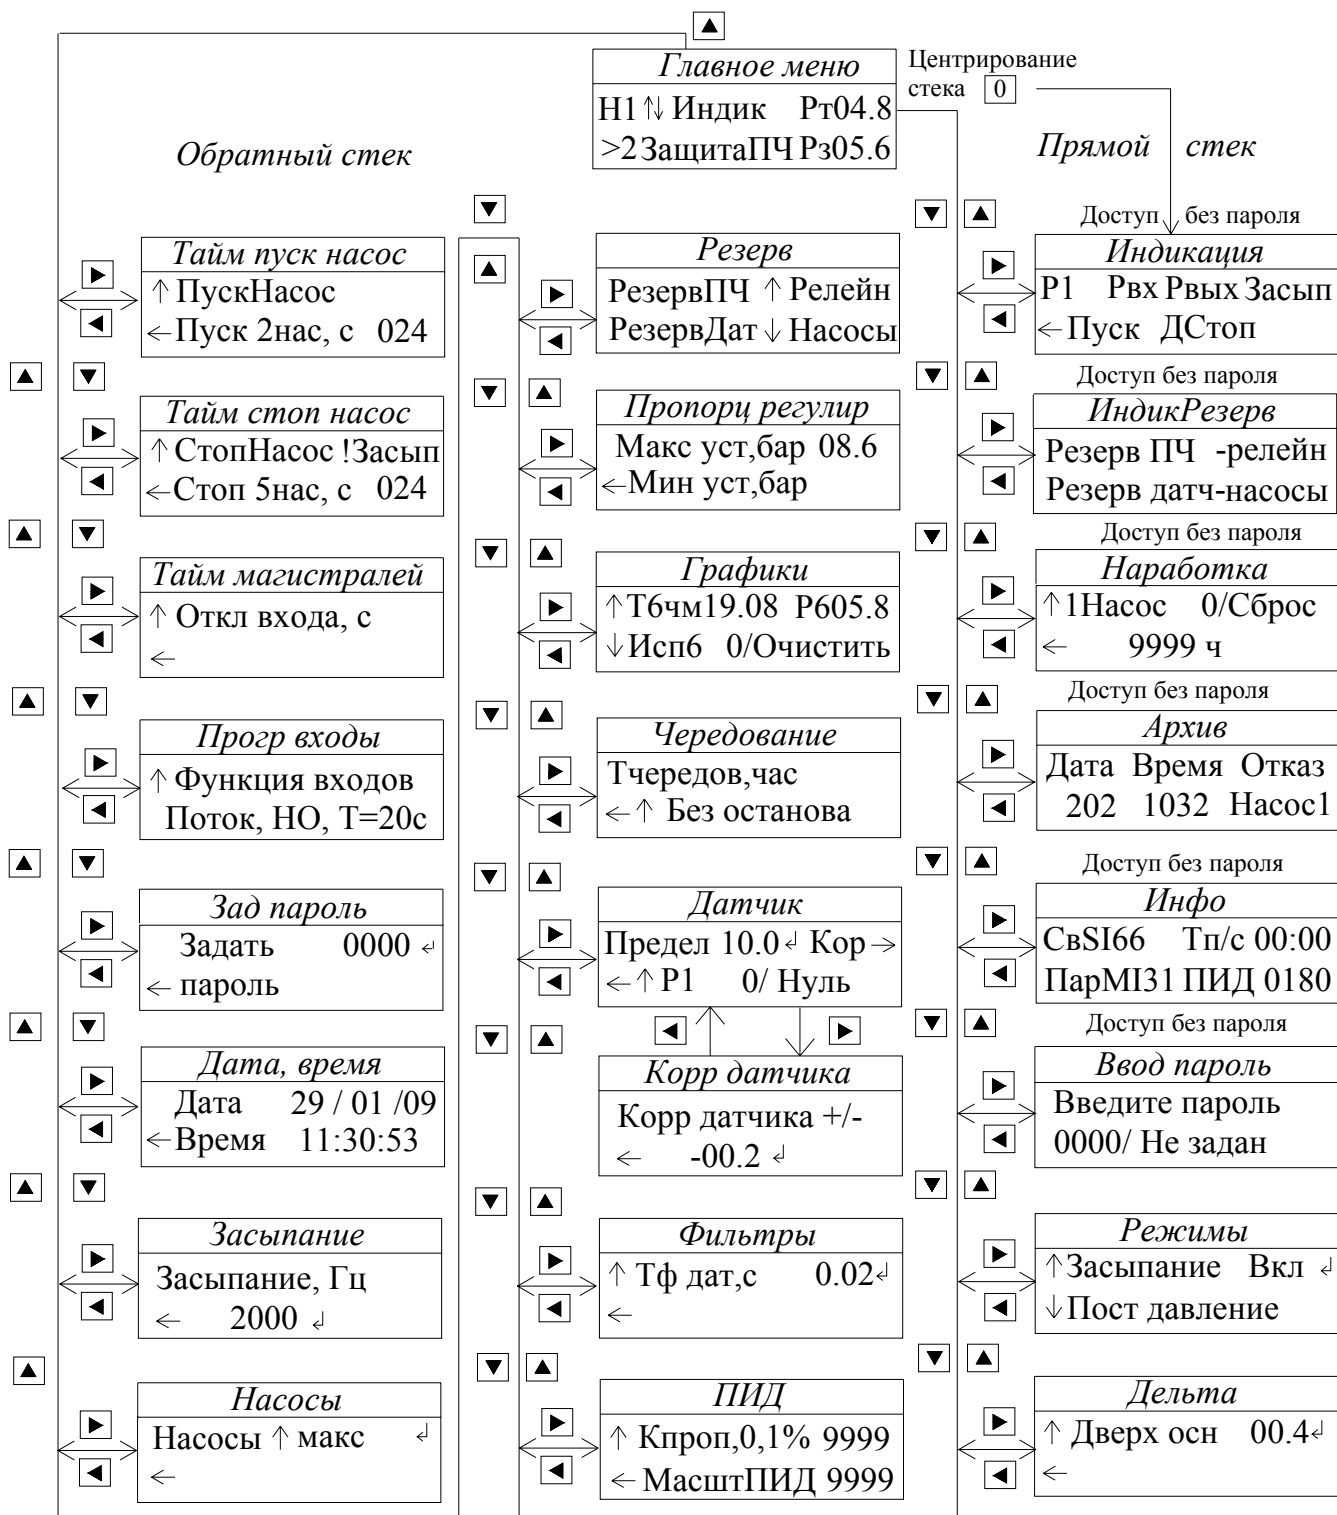 Главное меню
Н1↑↓ Индик Рт04.8
>2ЗащитаПЧ Рз05.6
Центрирование
стека 0
Обратный стек
Прямой стек
Тайм пуск насос
↑ ПускНасос
← Пуск 2нас, с 024
Тайм стоп насос
↑ СтопНасос !Засып
← Стоп 5нас, с 024
Тайм магистралей
↑ Откл входа, с
←
Прогр входы
↑ Функция входов
Поток, НО, Т=20с
Зад пароль
Задать 0000 ↲
← пароль
Дата, время
Дата 29 / 01 /09
← Время 11:30:53
Засыпание
Засыпание, Гц
← 2000 ↲
Насосы
Насосы ↑ макс ↲
←
Резерв
РезервПЧ ↑ Релейн
РезервДат ↓ Насосы
Пропорц регулир
Макс уст,бар 08.6
← Мин уст,бар
Графики
↑ Т6чм19.08 Р605.8
↓ Исп6 0/Очистить
Чередование
Тчередов,час
← ↑ Без останова
Датчик
Предел 10.0 ↲ Кор →
← ↑ Р1 0/ Нуль
Корр датчика
Корр датчика +/-
← -00.2 ↲
Фильтры
↑ Тф дат,с 0.02 ↲
←
ПИД
↑ Кпроп,0,1% 9999
← МасштПИД 9999
Доступ без пароля
Индикация
Р1 Рвх Рвых Засып
← Пуск ДСтоп
Доступ без пароля
ИндикРезерв
Резерв ПЧ -релейн
Резерв датч-насосы
Доступ без пароля
Наработка
↑ 1Насос 0/Сброс
← 9999 ч
Доступ без пароля
Архив
Дата Время Отказ
202 1032 Насос1
Доступ без пароля
Инфо
СвSI66 Тп/с 00:00
ПарMI31 ПИД 0180
Доступ без пароля
Ввод пароль
Введите пароль
0000/ Не задан
Режимы
↑ Засыпание Вкл ↲
↓ Пост давление
Дельта
↑ Дверх осн 00.4 ↲
←